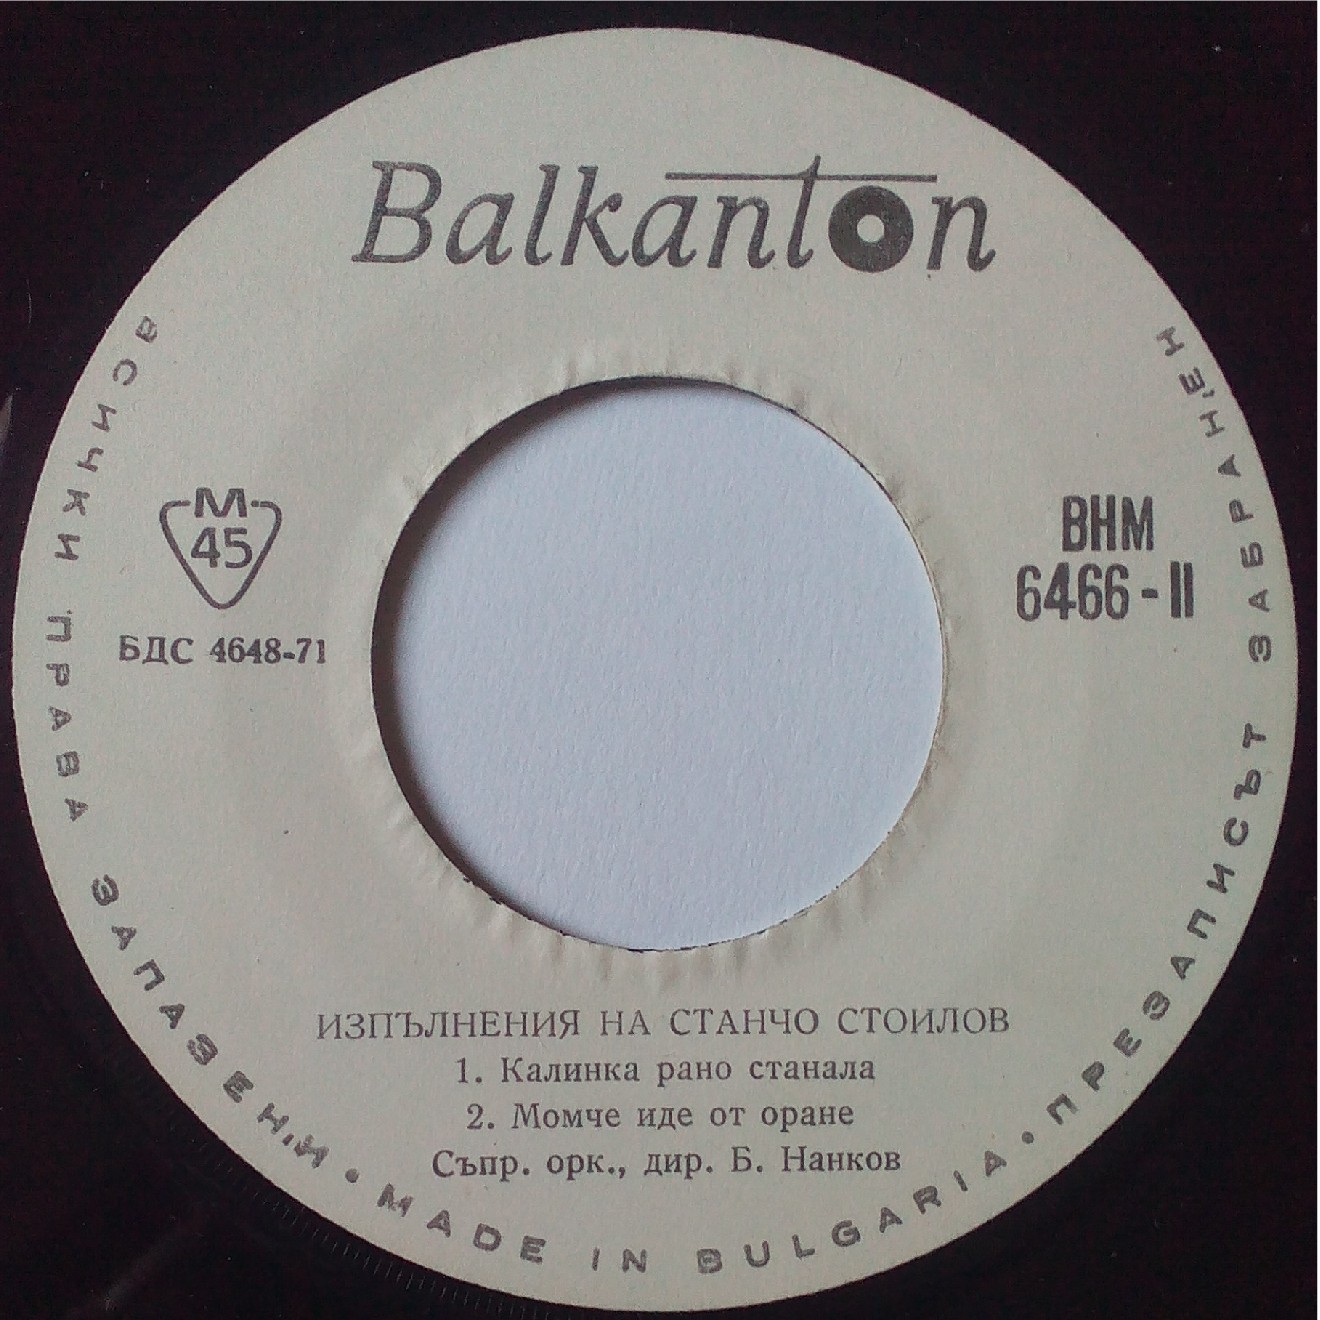 Balkanton
М
45
БДС 4648-71
ВНМ
6466-II
ИЗПЪЛНЕНИЯ НА СТАНЧО СТОИЛОВ
1. Калинка рано станала
2. Момче иде от оране
Съпр. орк., дир. Б. Нанков
ВСИЧКИ ПРАВА ЗАПАЗЕНИ • MADE IN BULGARIA • ПРЕЗАПИСЪТ ЗАБРАНЕН